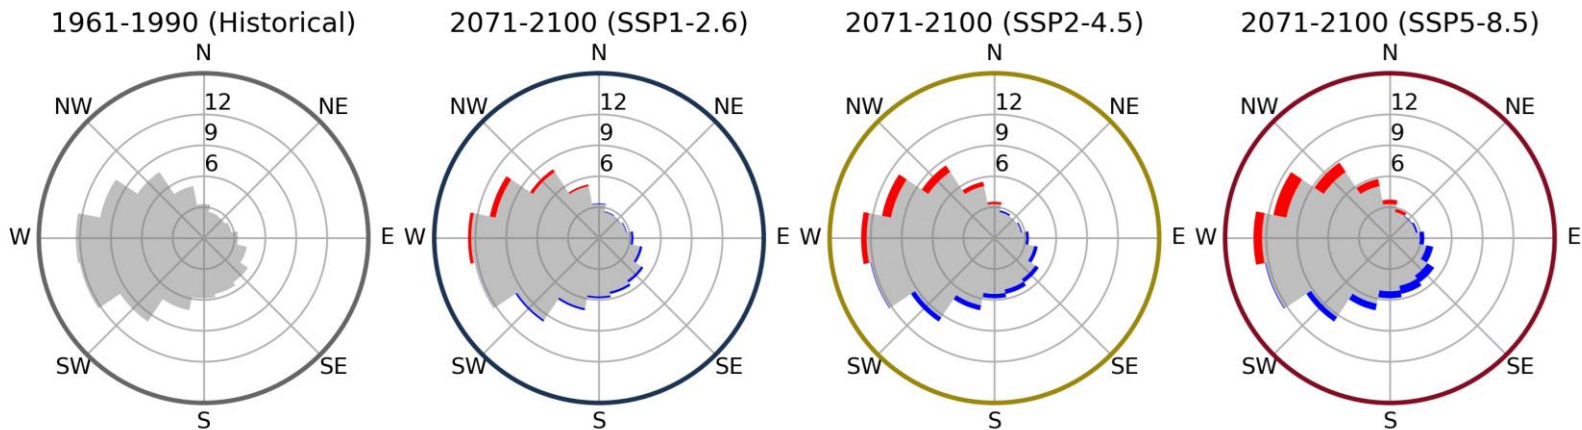 1961-1990 (Historical)
N
NW
NE
12
9
6
W
E
SW
SE
S
2071-2100 (SSP1-2.6)
N
NW
NE
12
9
6
W
E
SW
SE
S
2071-2100 (SSP2-4.5)
N
NW
NE
12
9
6
W
E
SW
SE
S
2071-2100 (SSP5-8.5)
N
NW
NE
12
9
6
W
E
SW
SE
S